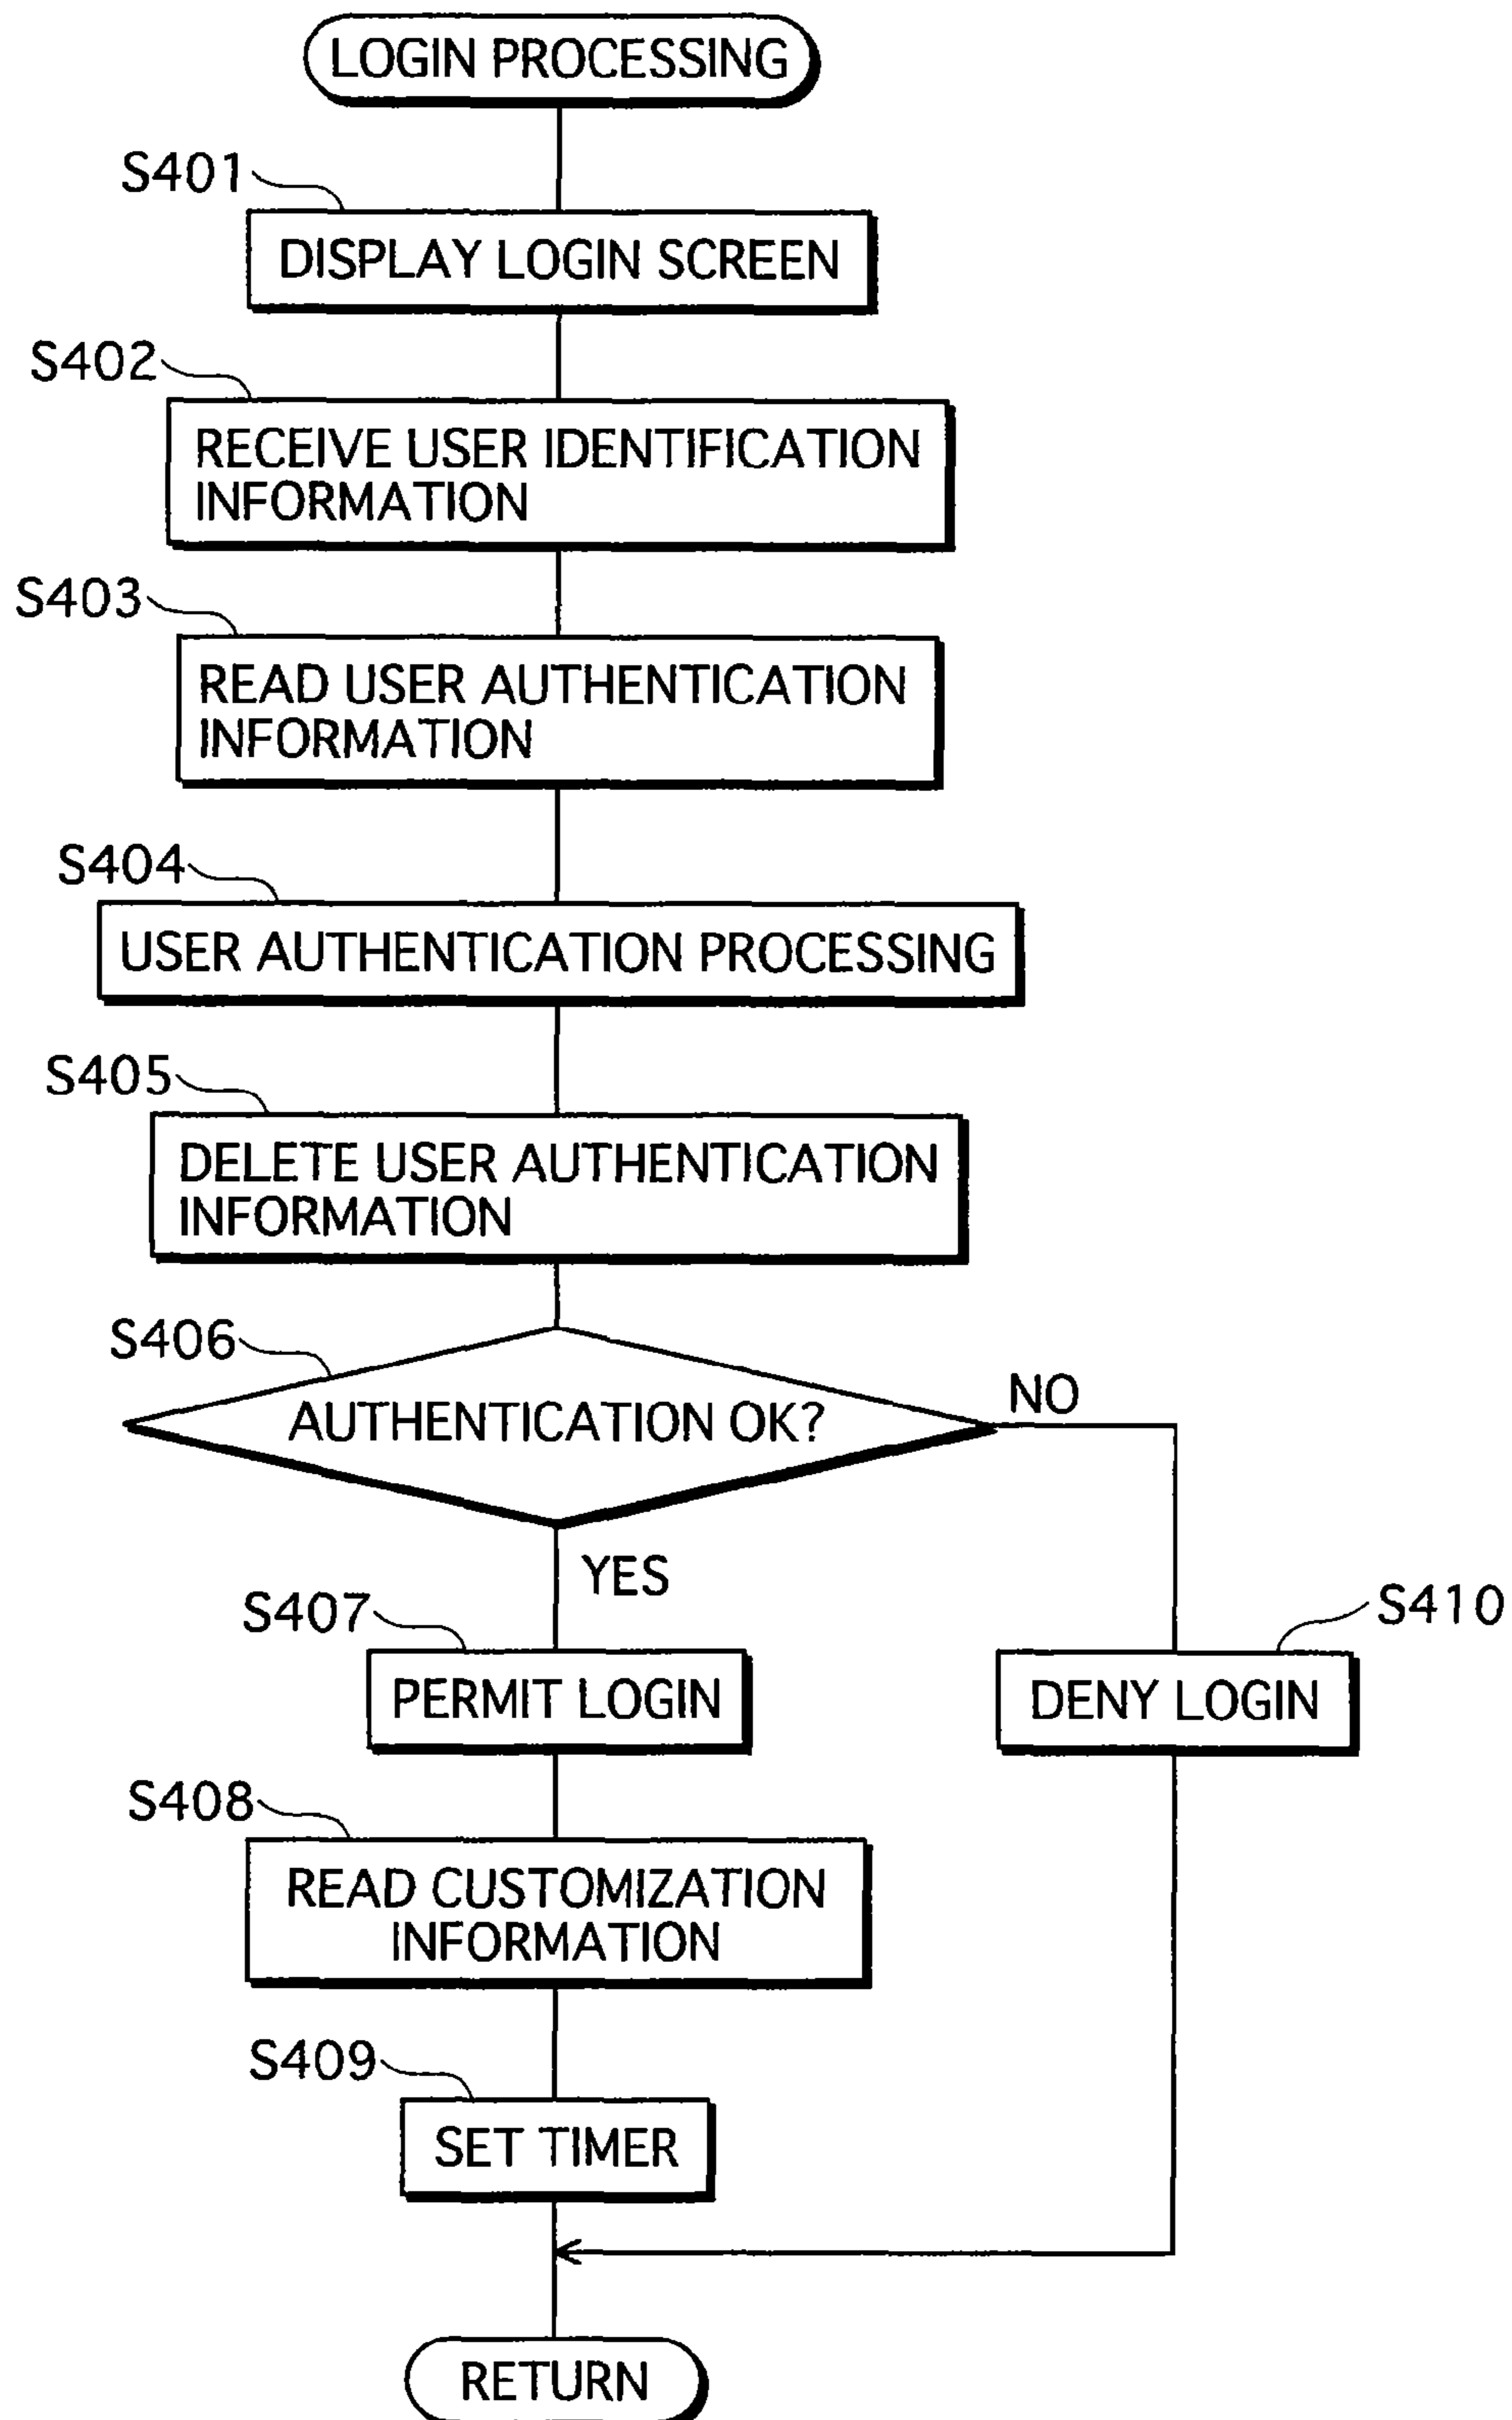 LOGIN PROCESSING
S401
DISPLAY LOGIN SCREEN
S402
RECEIVE USER IDENTIFICATION
INFORMATION
S403
READ USER AUTHENTICATION
INFORMATION
S404
USER AUTHENTICATION PROCESSING
S405
DELETE USER AUTHENTICATION
INFORMATION
S406
AUTHENTICATION OK?
NO
YES
S407
PERMIT LOGIN
S410
DENY LOGIN
S408
READ CUSTOMIZATION
INFORMATION
S409
SET TIMER
RETURN